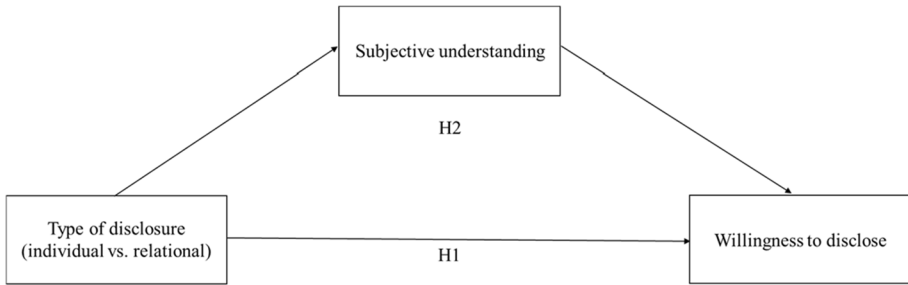 Subjective understanding
H2
Type of disclosure
(individual vs. relational)
H1
Willingness to disclose